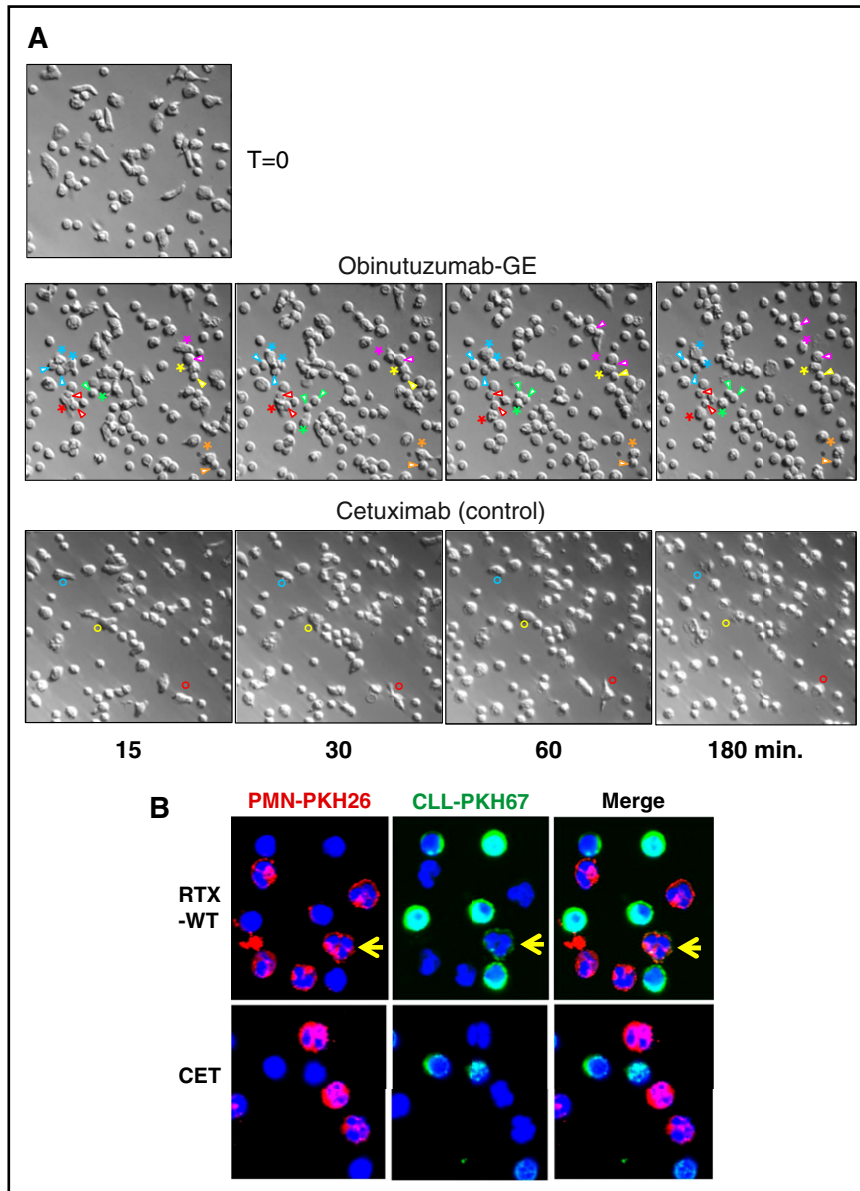 A
T=0
Obinutuzumab-GE
Cetuximab (control)
15 30 60 180 min.
B
PMN-PKH26 CLL-PKH67 Merge
RTX
-WT
CET